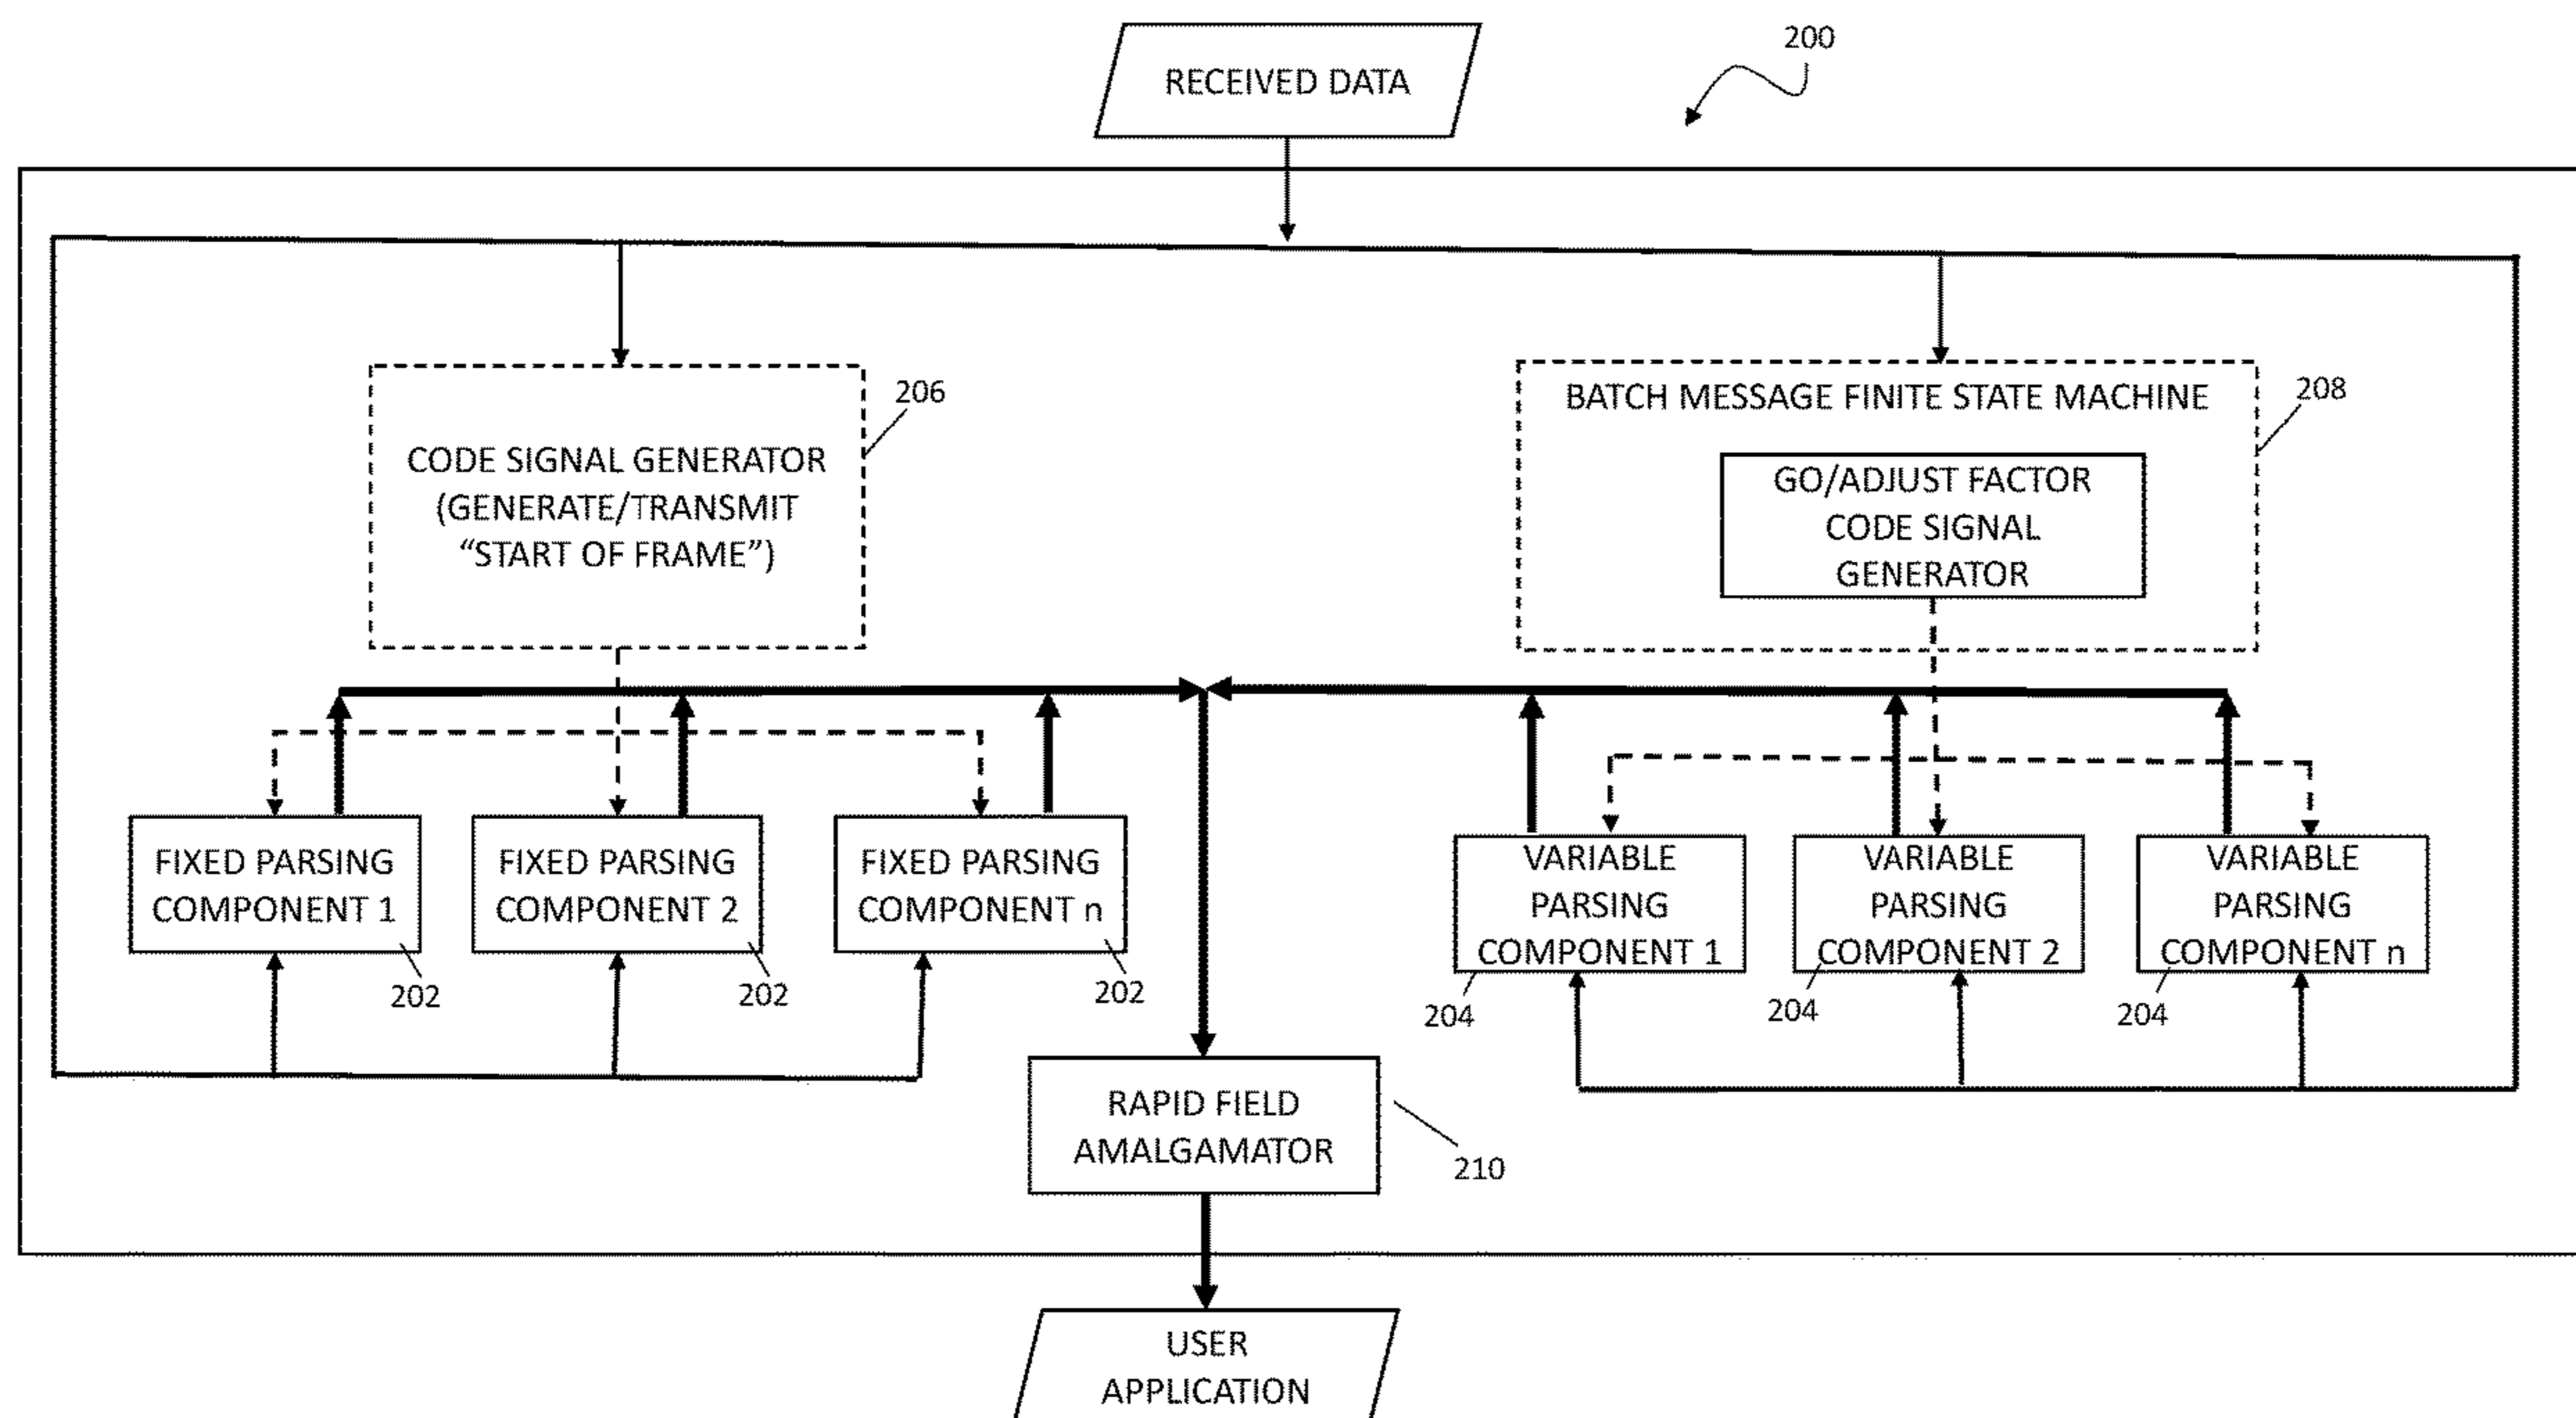 200
RECEIVED DATA
206
CODE SIGNAL GENERATOR
(GENERATE/TRANSMIT
“START OF FRAME”)
BATCH MESSAGE FINITE STATE MACHINE
208
GO/ADJUST FACTOR
CODE SIGNAL
GENERATOR
FIXED PARSING
COMPONENT 1
202
FIXED PARSING
COMPONENT 2
202
FIXED PARSING
COMPONENT n
202
VARIABLE
PARSING
COMPONENT 1
204
VARIABLE
PARSING
COMPONENT 2
204
VARIABLE
PARSING
COMPONENT n
204
RAPID FIELD
AMALGAMATOR
210
USER
APPLICATION